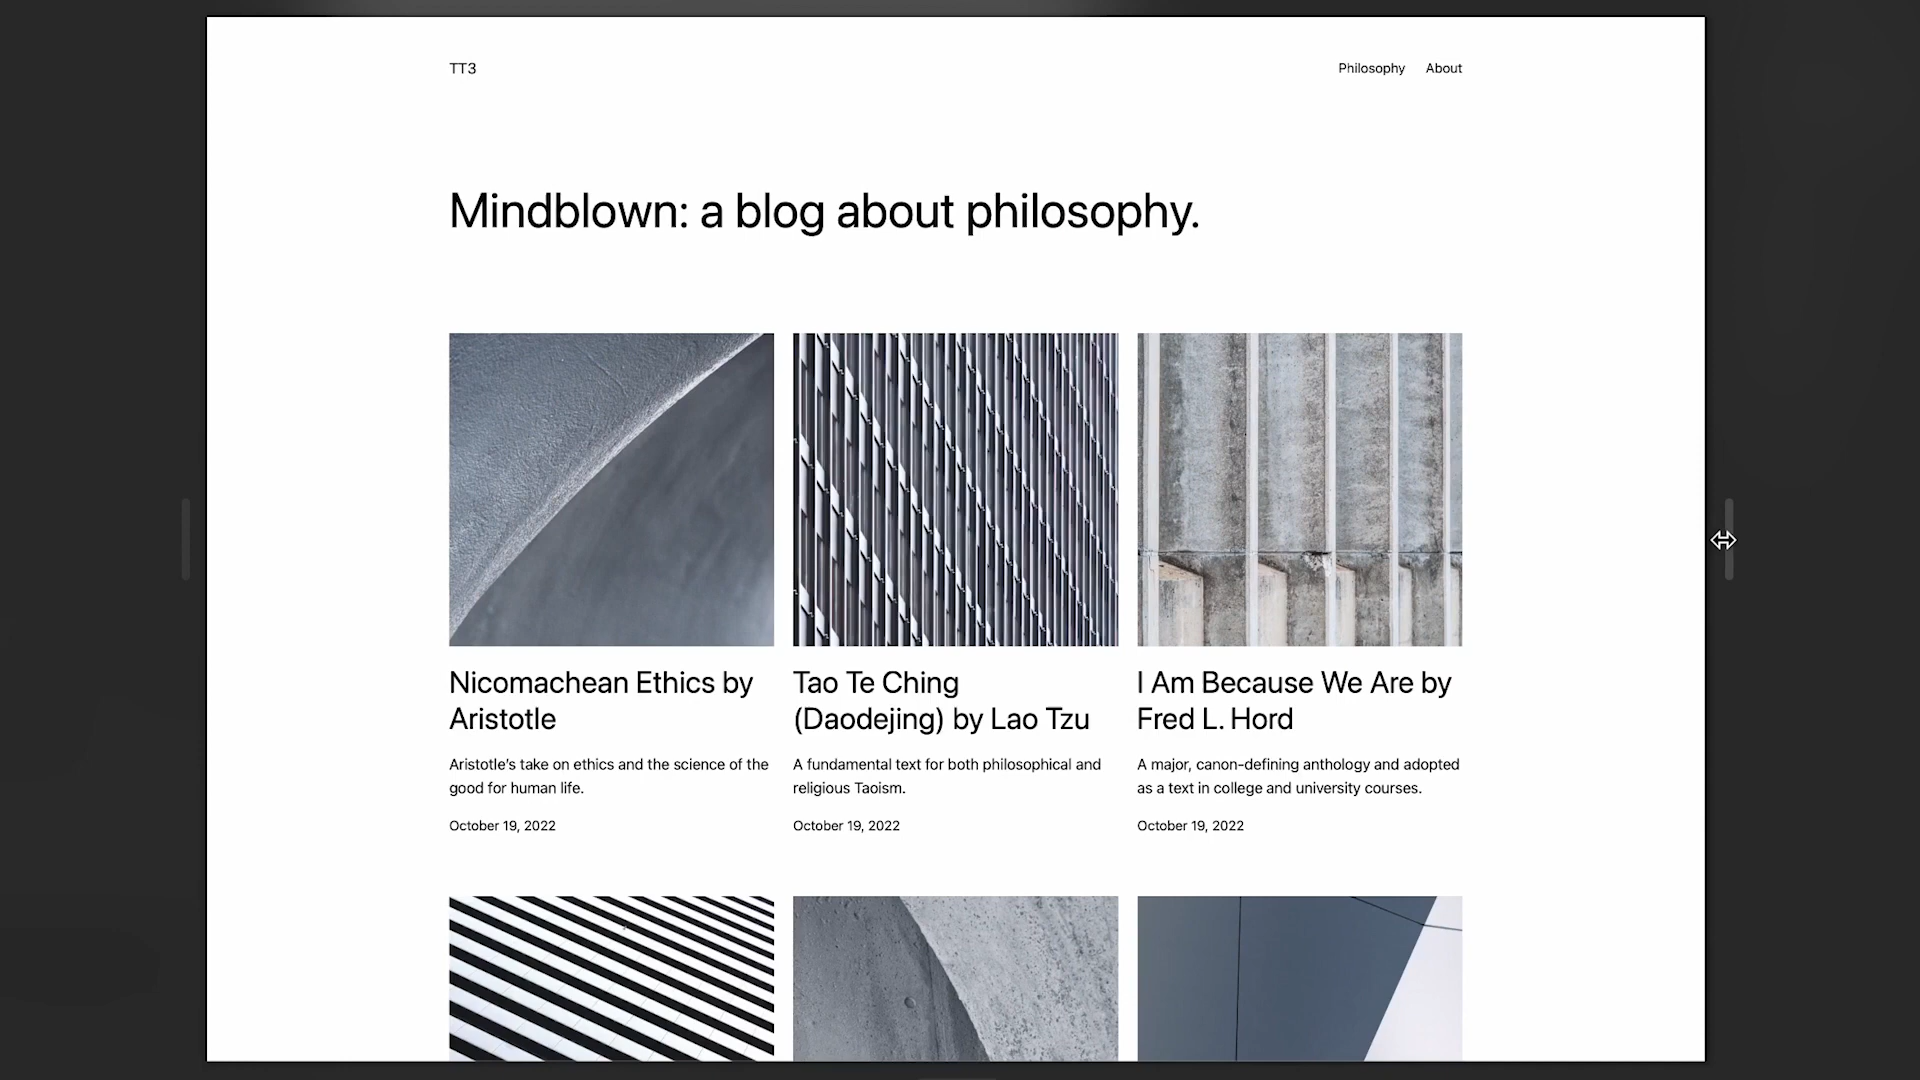 TT3
Philosophy About
Mindblown: a blog about philosophy.
Nicomachean Ethics by
Aristotle
Aristotle’s take on ethics and the science of the
good for human life.
October 19, 2022
Tao Te Ching
(Daodejing) by Lao Tzu
A fundamental text for both philosophical and
religious Taoism.
October 19, 2022
I Am Because We Are by
Fred L. Hord
A major, canon-defining anthology and adopted
as a text in college and university courses.
October 19, 2022